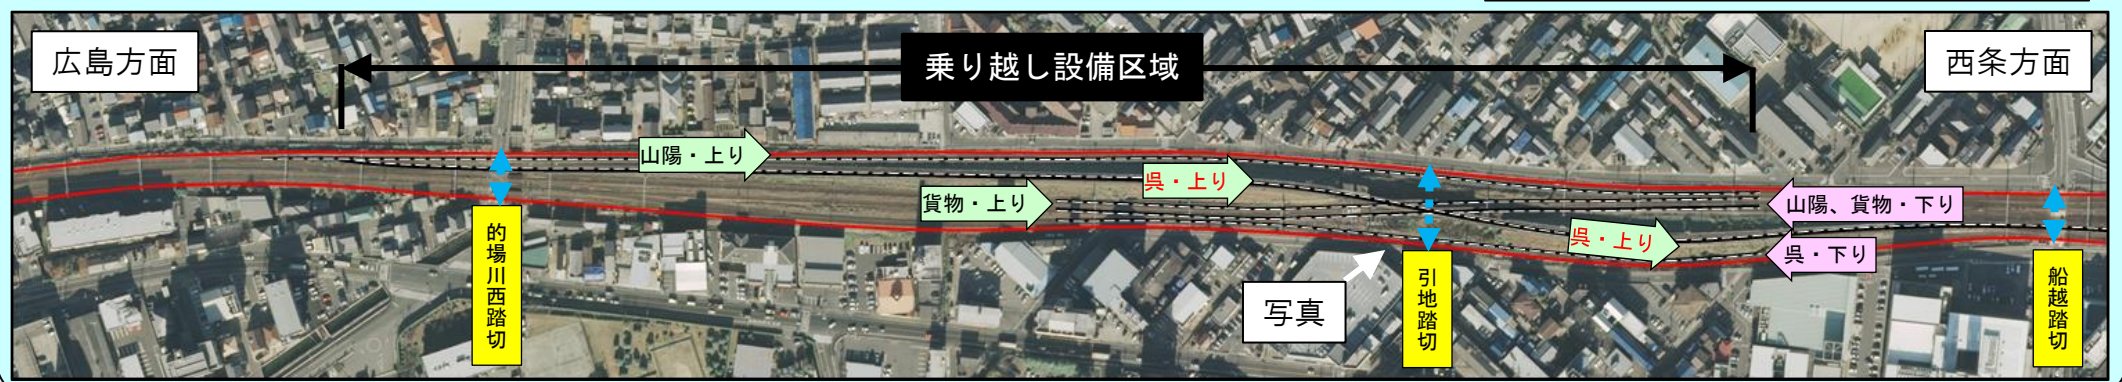 広島方面
乗り越し設備区域
西条方面
山陽・上り
呉・上り
貨物・上り
山陽、貨物・下り
呉・上り
呉・下り
的場川西踏切
写真
引地踏切
船越踏切